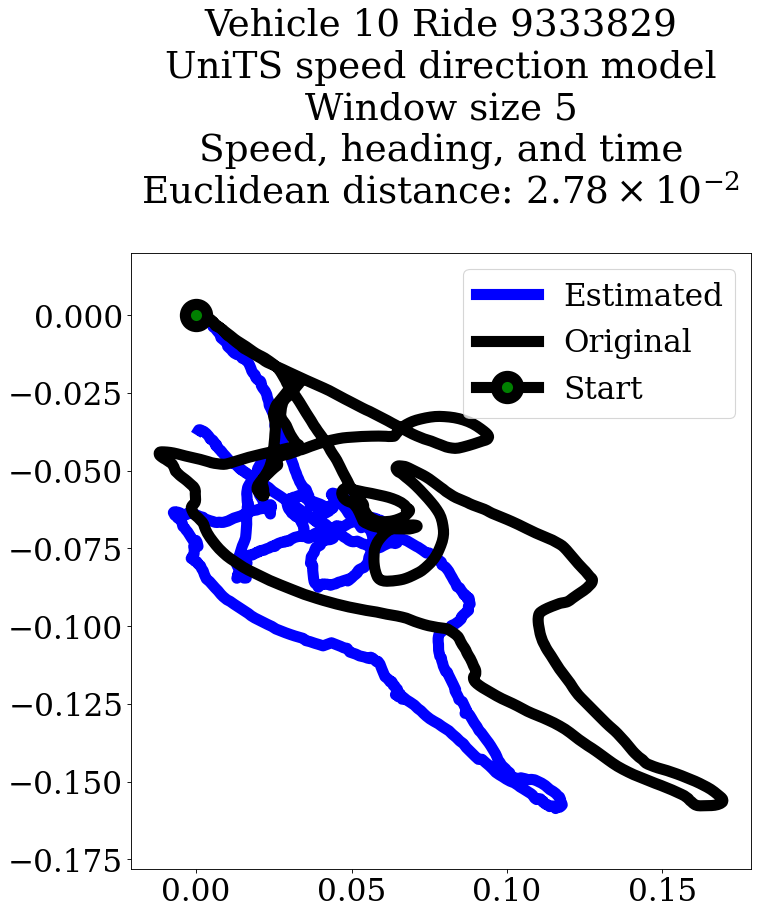 Vehicle 10 Ride 9333829
UniTS speed direction model
Window size 5
Speed, heading, and time
Euclidean distance: 2.78 × 10⁻²
Estimated
Original
Start
0.000
−0.025
−0.050
−0.075
−0.100
−0.125
−0.150
−0.175
0.00 0.05 0.10 0.15